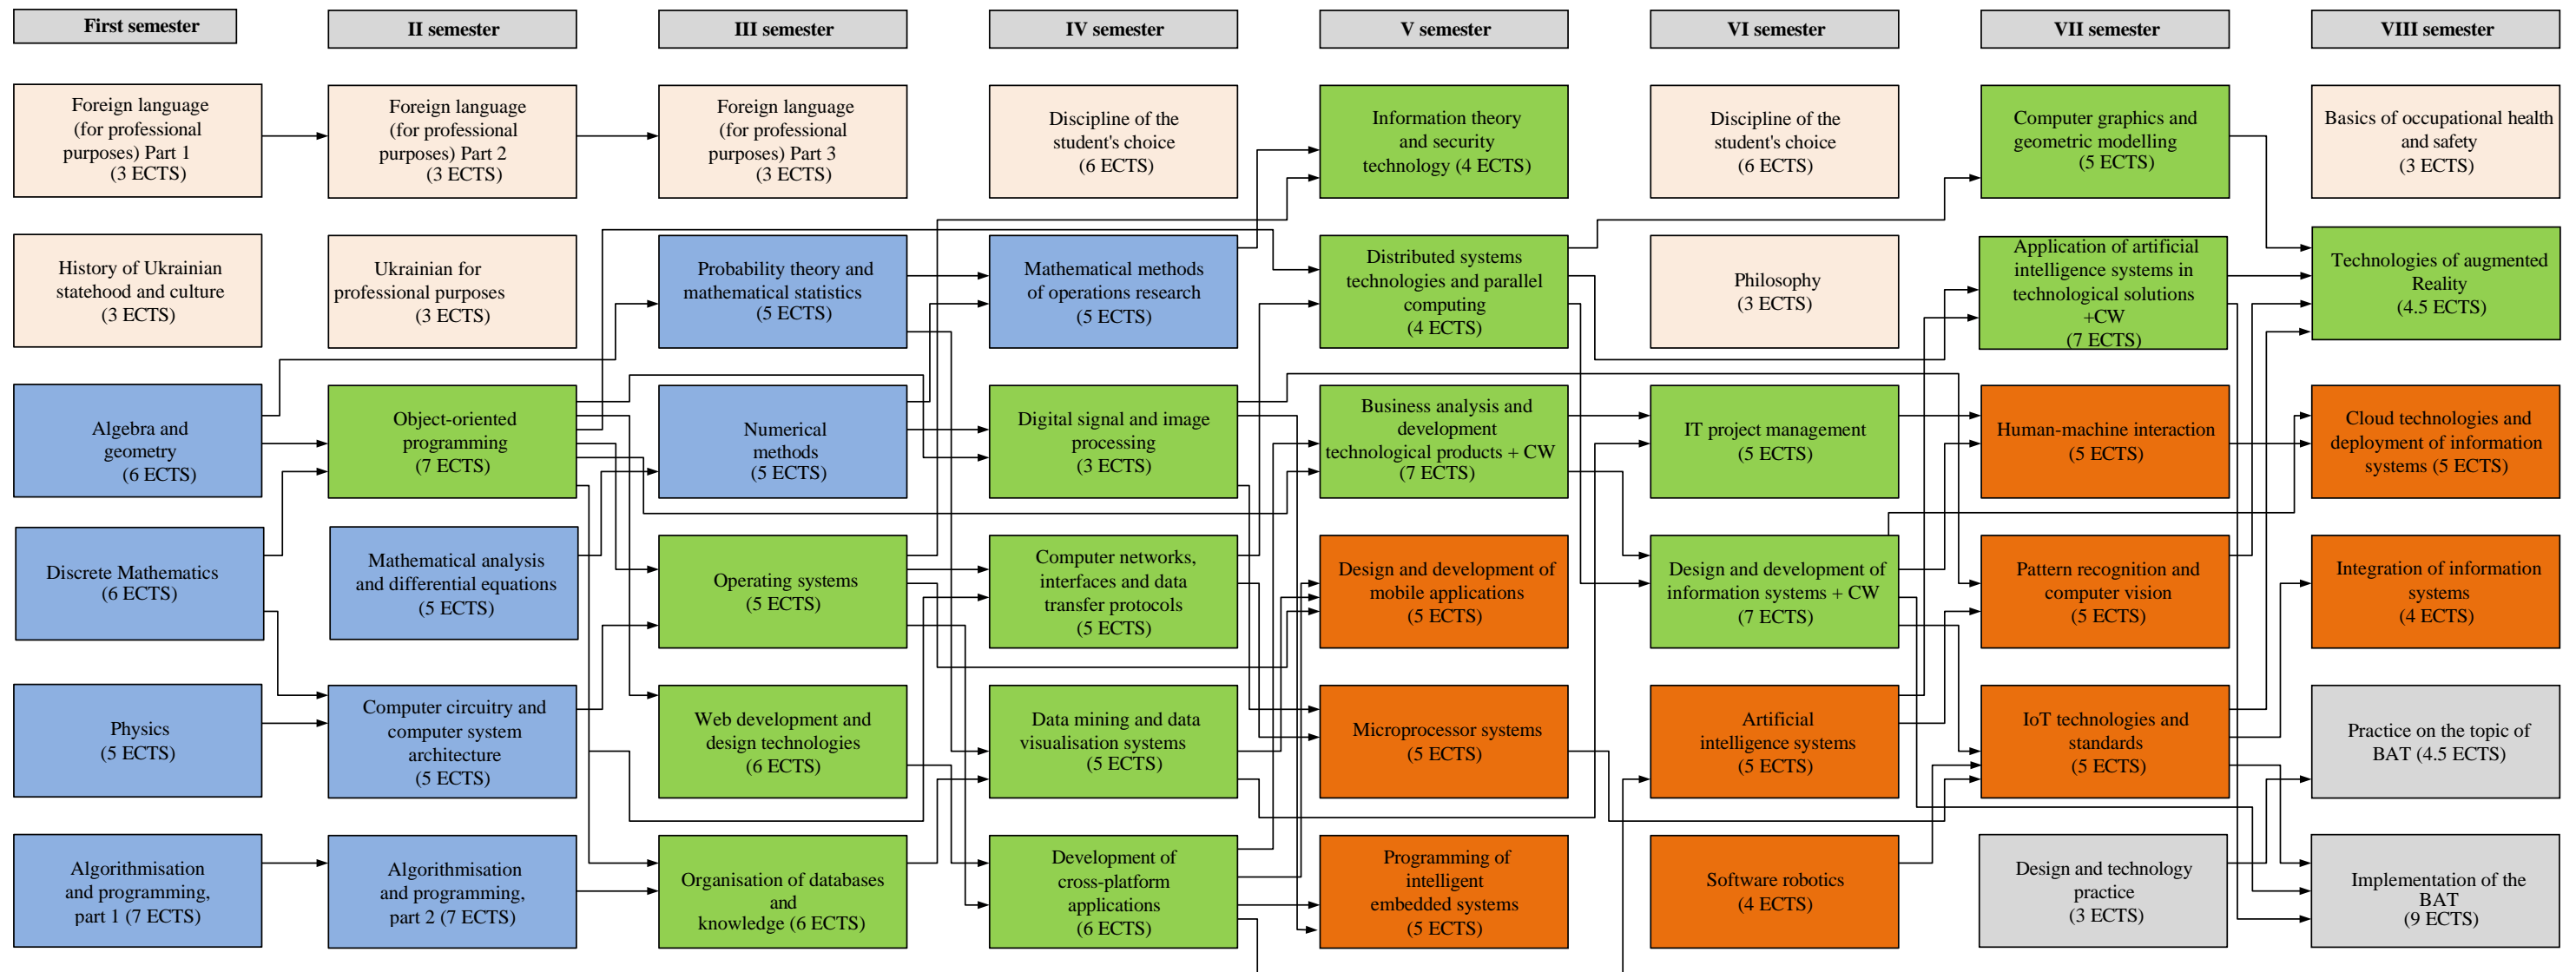 First semester
II semester
III semester
IV semester
V semester
VI semester
VII semester
VIII semester
Foreign language
(for professional
purposes) Part 1
(3 ECTS)
Foreign language
(for professional
purposes) Part 2
(3 ECTS)
Foreign language
(for professional
purposes) Part 3
(3 ECTS)
Discipline of the
student's choice
(6 ECTS)
Information theory
and security
technology (4 ECTS)
Discipline of the
student's choice
(6 ECTS)
Computer graphics and
geometric modelling
(5 ECTS)
Basics of occupational health
and safety
(3 ECTS)
History of Ukrainian
statehood and culture
(3 ECTS)
Ukrainian for
professional purposes
(3 ECTS)
Probability theory and
mathematical statistics
(5 ECTS)
Mathematical methods
of operations research
(5 ECTS)
Distributed systems
technologies and parallel
computing
(4 ECTS)
Philosophy
(3 ECTS)
Application of artificial
intelligence systems in
technological solutions
+CW
(7 ECTS)
Technologies of augmented
Reality
(4.5 ECTS)
Algebra and
geometry
(6 ECTS)
Object-oriented
programming
(7 ECTS)
Numerical
methods
(5 ECTS)
Digital signal and image
processing
(3 ECTS)
Business analysis and
development
technological products + CW
(7 ECTS)
IT project management
(5 ECTS)
Human-machine interaction
(5 ECTS)
Cloud technologies and
deployment of information
systems (5 ECTS)
Discrete Mathematics
(6 ECTS)
Mathematical analysis
and differential equations
(5 ECTS)
Operating systems
(5 ECTS)
Computer networks,
interfaces and data
transfer protocols
(5 ECTS)
Design and development of
mobile applications
(5 ECTS)
Design and development of
information systems + CW
(7 ECTS)
Pattern recognition and
computer vision
(5 ECTS)
Integration of information
systems
(4 ECTS)
Physics
(5 ECTS)
Computer circuitry and
computer system
architecture
(5 ECTS)
Web development and
design technologies
(6 ECTS)
Data mining and data
visualisation systems
(5 ECTS)
Microprocessor systems
(5 ECTS)
Artificial
intelligence systems
(5 ECTS)
IoT technologies and
standards
(5 ECTS)
Practice on the topic of
BAT (4.5 ECTS)
Algorithmisation
and programming,
part 1 (7 ECTS)
Algorithmisation
and programming,
part 2 (7 ECTS)
Organisation of databases
and
knowledge (6 ECTS)
Development of
cross-platform
applications
(6 ECTS)
Programming of
intelligent
embedded systems
(5 ECTS)
Software robotics
(4 ECTS)
Design and technology
practice
(3 ECTS)
Implementation of the
BAT
(9 ECTS)